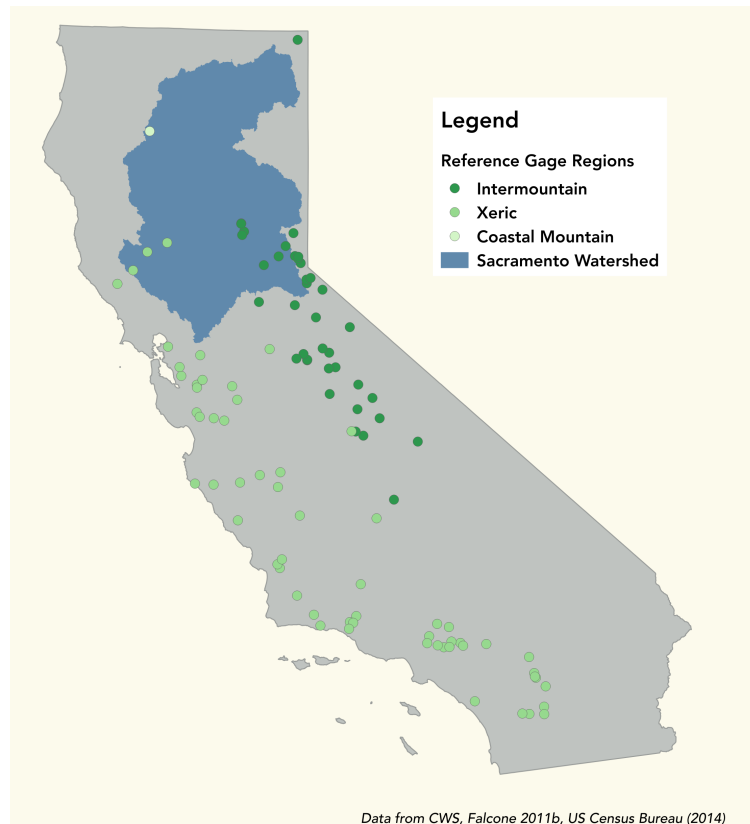 Legend
Reference Gage Regions
Intermountain
Xeric
Coastal Mountain
Sacramento Watershed
Data from CWS, Falcone 2011b, US Census Bureau (2014)